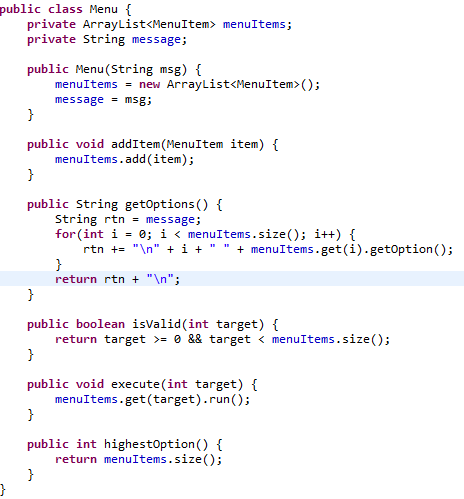 public class Menu {
    private ArrayList<MenuItem> menuItems;
    private String message;

    public Menu(String msg) {
        menuItems = new ArrayList<MenuItem>();
        message = msg;
    }

    public void addItem(MenuItem item) {
        menuItems.add(item);
    }

    public String getOptions() {
        String rtn = message;
        for(int i = 0; i < menuItems.size(); i++) {
            rtn += "\n" + i + " " + menuItems.get(i).getOption();
        }
        return rtn + "\n";
    }

    public boolean isValid(int target) {
        return target >= 0 && target < menuItems.size();
    }

    public void execute(int target) {
        menuItems.get(target).run();
    }

    public int highestOption() {
        return menuItems.size();
    }
}